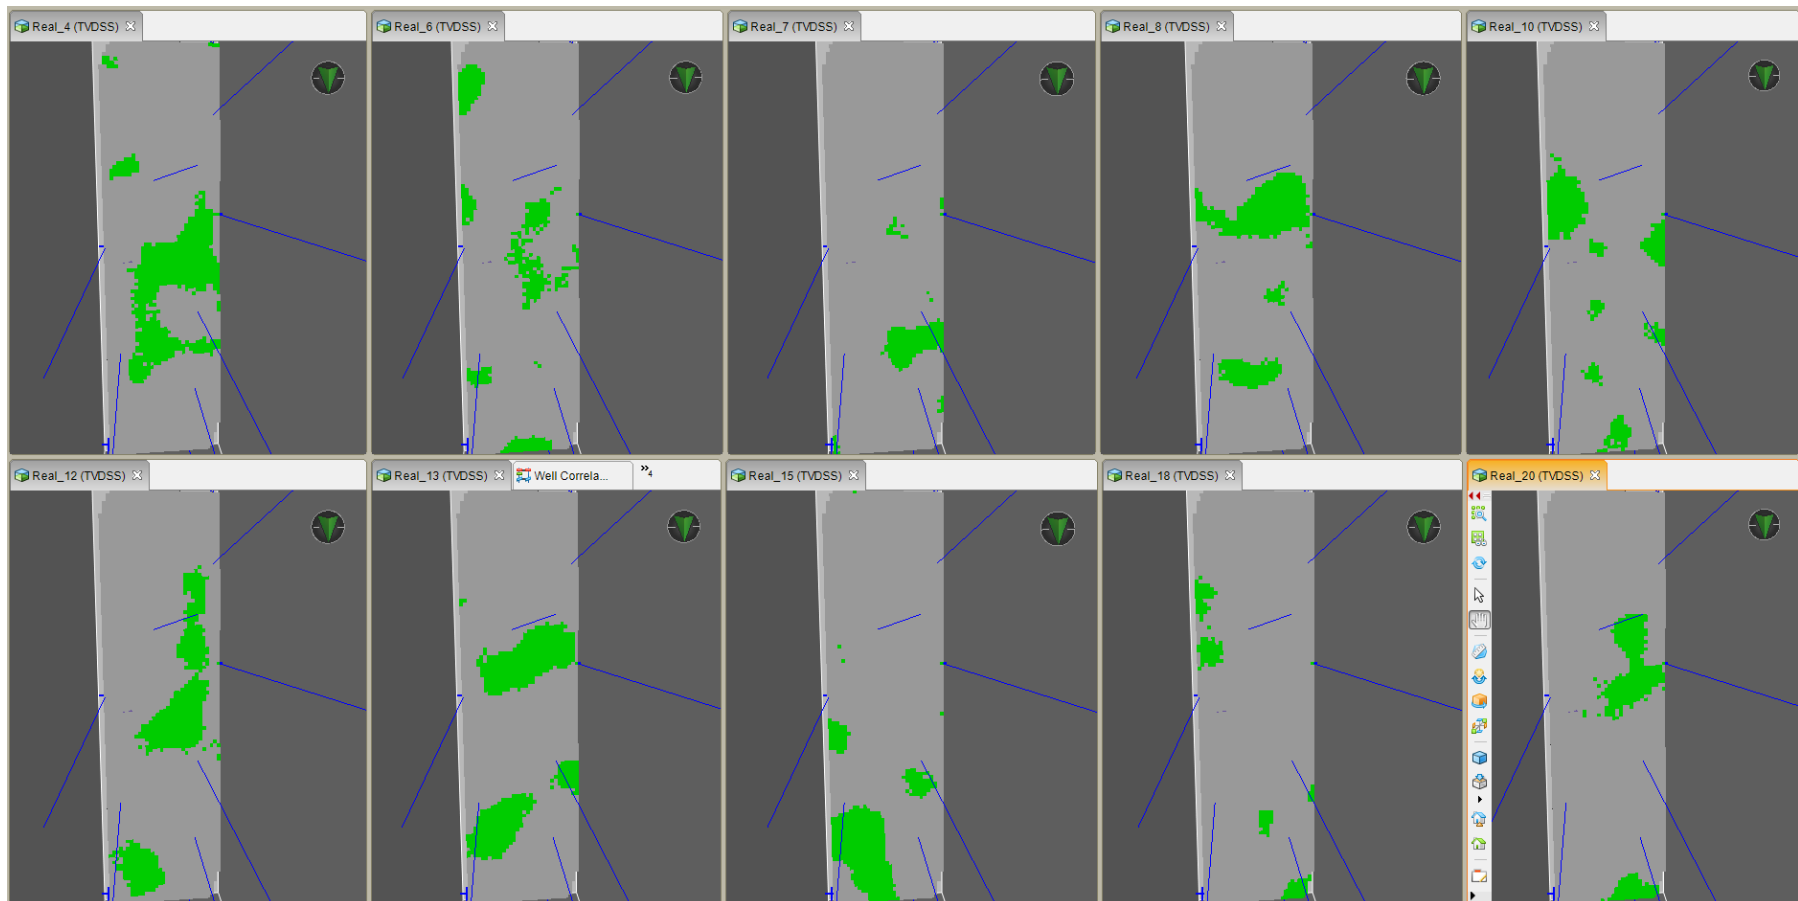 Real_4 (TVDSS)
Real_6 (TVDSS)
Real_7 (TVDSS)
Real_8 (TVDSS)
Real_10 (TVDSS)
Real_12 (TVDSS)
Real_13 (TVDSS)
Well Correla...
4
Real_15 (TVDSS)
Real_18 (TVDSS)
Real_20 (TVDSS)